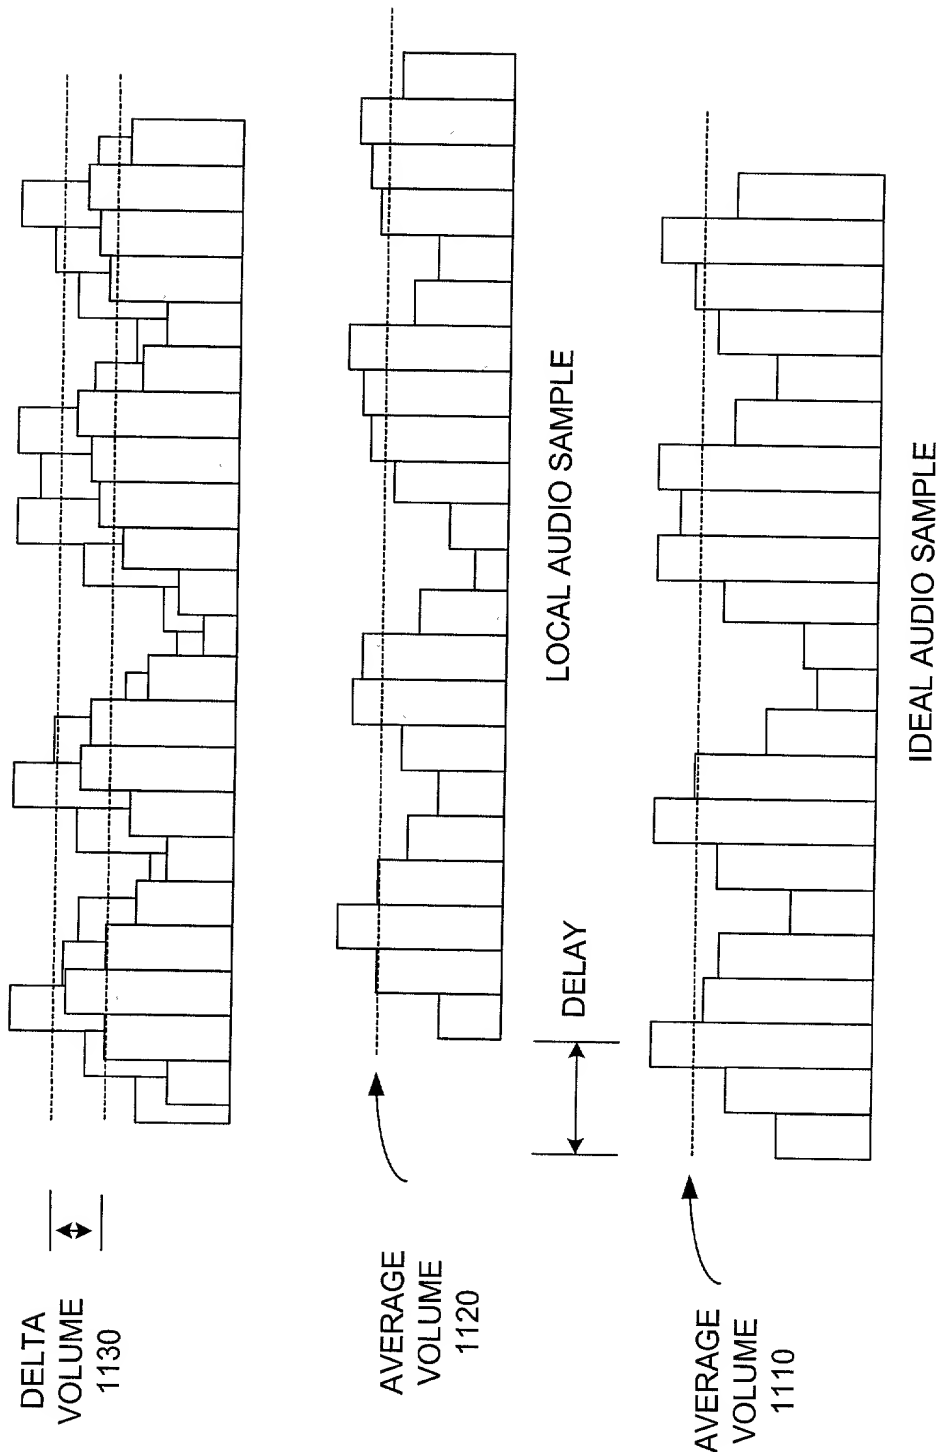 DELTA
VOLUME
1130
AVERAGE
VOLUME
1120
LOCAL AUDIO SAMPLE
DELAY
AVERAGE
VOLUME
1110
IDEAL AUDIO SAMPLE